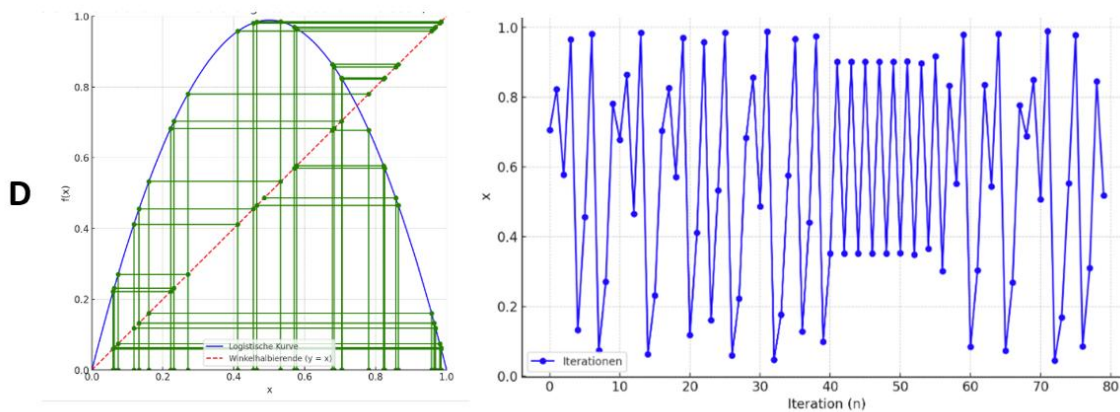 D
1.0
0.8
0.6
0.4
0.2
0.0
f(x)
0.0 0.2 0.4 0.6 0.8 1.0
x
Logistische Kurve
Winkelhalbierende (y = x)
1.0
0.8
0.6
0.4
0.2
0.0
x
Iterationen
0 10 20 30 40 50 60 70 80
Iteration (n)